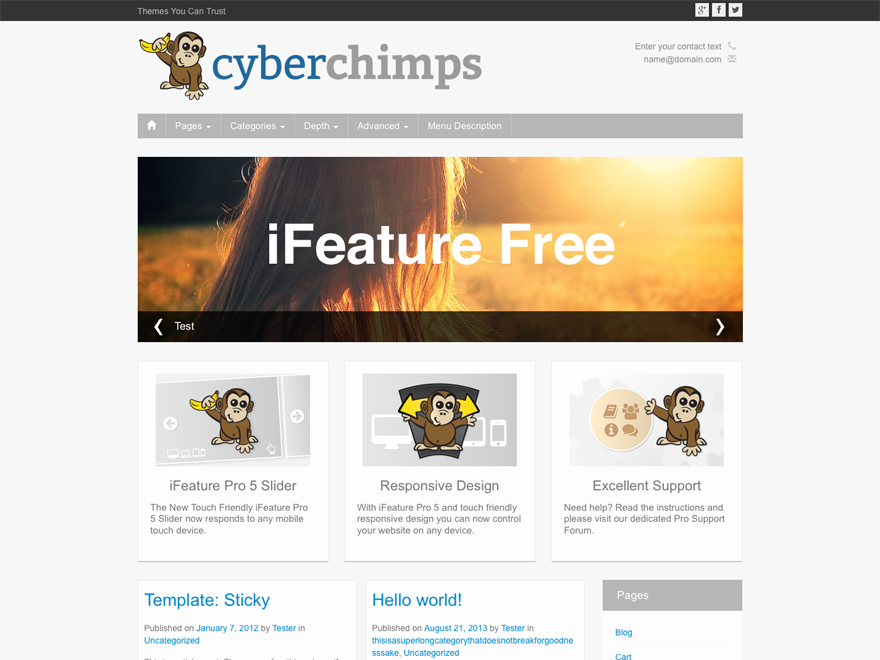 Themes You Can Trust
cyberchimps
Enter your contact text
name@domain.com
Pages
Categories
Depth
Advanced
Menu Description
iFeature Free
Test
iFeature Pro 5 Slider
The New Touch Friendly iFeature Pro
5 Slider now responds to any mobile
touch device.
Responsive Design
With iFeature Pro 5 and touch friendly
responsive design you can now control
your website on any device.
Excellent Support
Need help? Read the instructions and
please visit our dedicated Pro Support
Forum.
Template: Sticky
Published on January 7, 2012 by Tester in
Uncategorized
Hello world!
Published on August 21, 2013 by Tester in
thisisasuperlongcategorythatdoesnotbreakforgoodne
sssake, Uncategorized
Pages
Blog
Cart